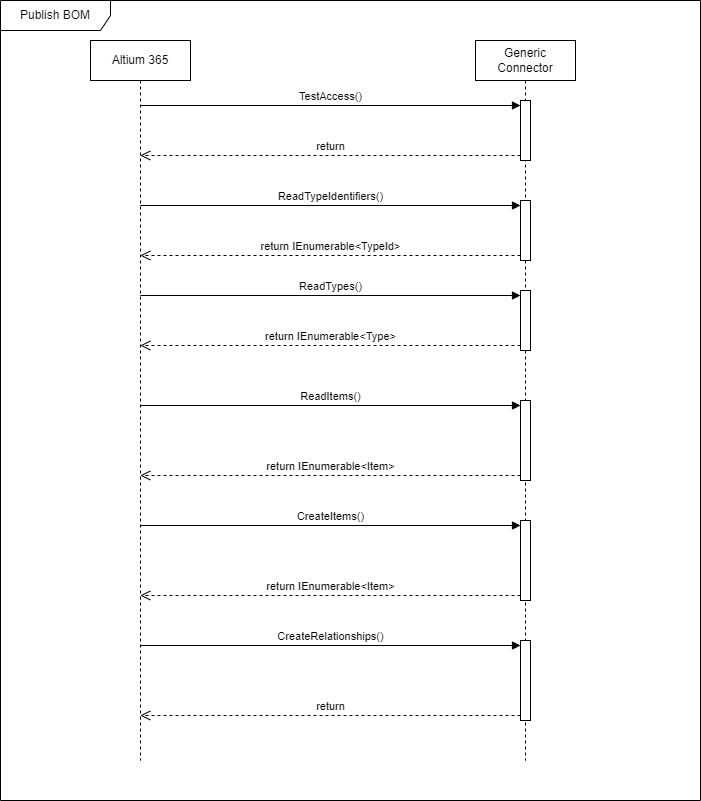 Publish BOM
Altium 365
Generic
Connector
TestAccess()
return
ReadTypeIdentifiers()
return IEnumerable<TypeId>
ReadTypes()
return IEnumerable<Type>
ReadItems()
return IEnumerable<Item>
CreateItems()
return IEnumerable<Item>
CreateRelationships()
return